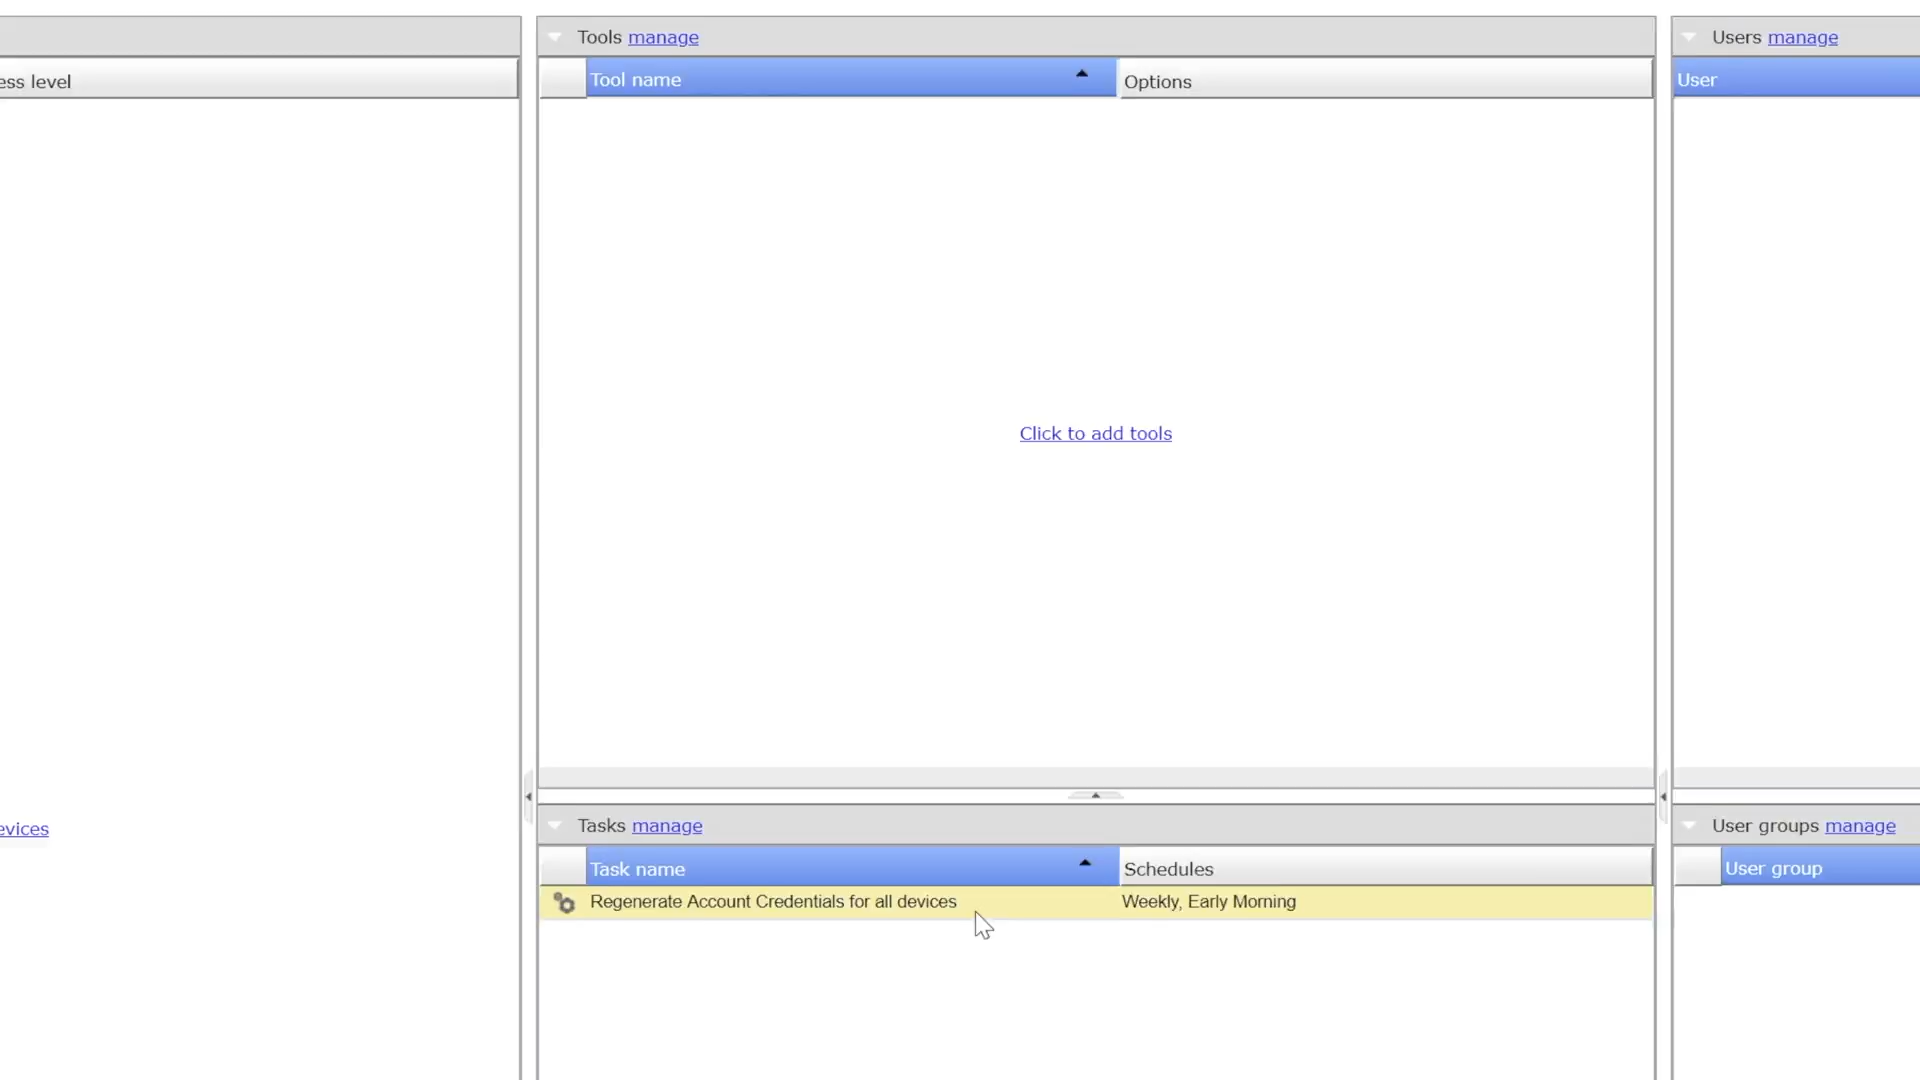 ess level
evices
Tools manage
Tool name
Options
Click to add tools
Tasks manage
Task name
Schedules
Regenerate Account Credentials for all devices
Weekly, Early Morning
Users manage
User
User groups manage
User group